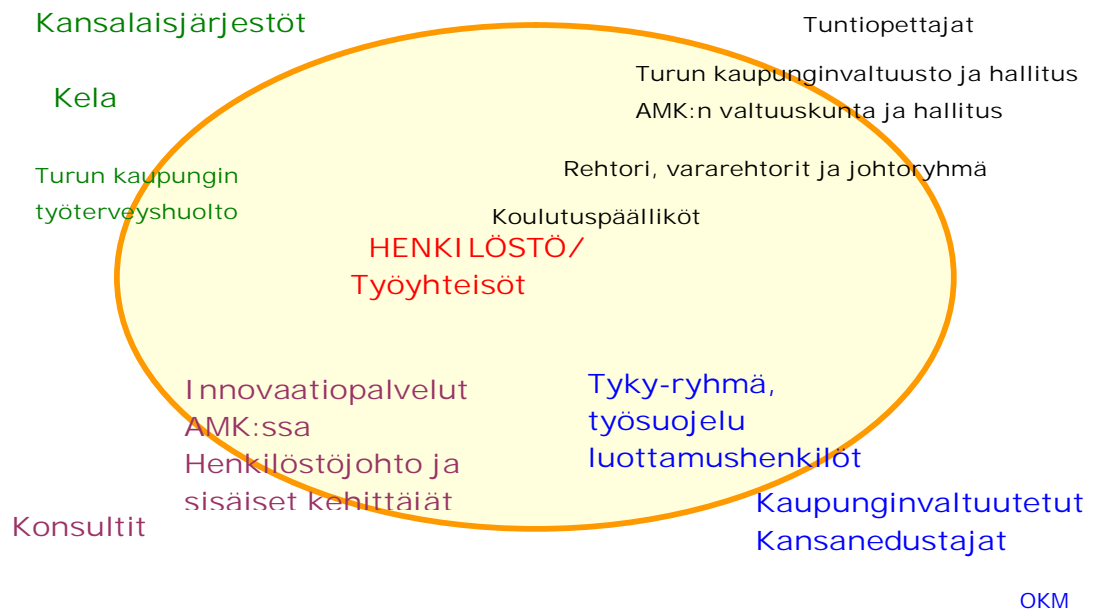 Kansalaisjärjestöt
Tuntiopettajat
Turun kaupunginvaltuusto ja hallitus
Kela
AMK:n valtuuskunta ja hallitus
Turun kaupungin
työterveyshuolto
Rehtori, vararehtorit ja johtoryhmä
Koulutuspäälliköt
HENKILÖSTÖ/
Työyhteisöt
Innovaatiopalvelut
AMK:ssa
Henkilöstöjohto ja
sisäiset kehittäjät
Tyky-ryhmä,
työsuojelu
luottamushenkilöt
Konsultit
Kaupunginvaltuutetut
Kansanedustajat
OKM